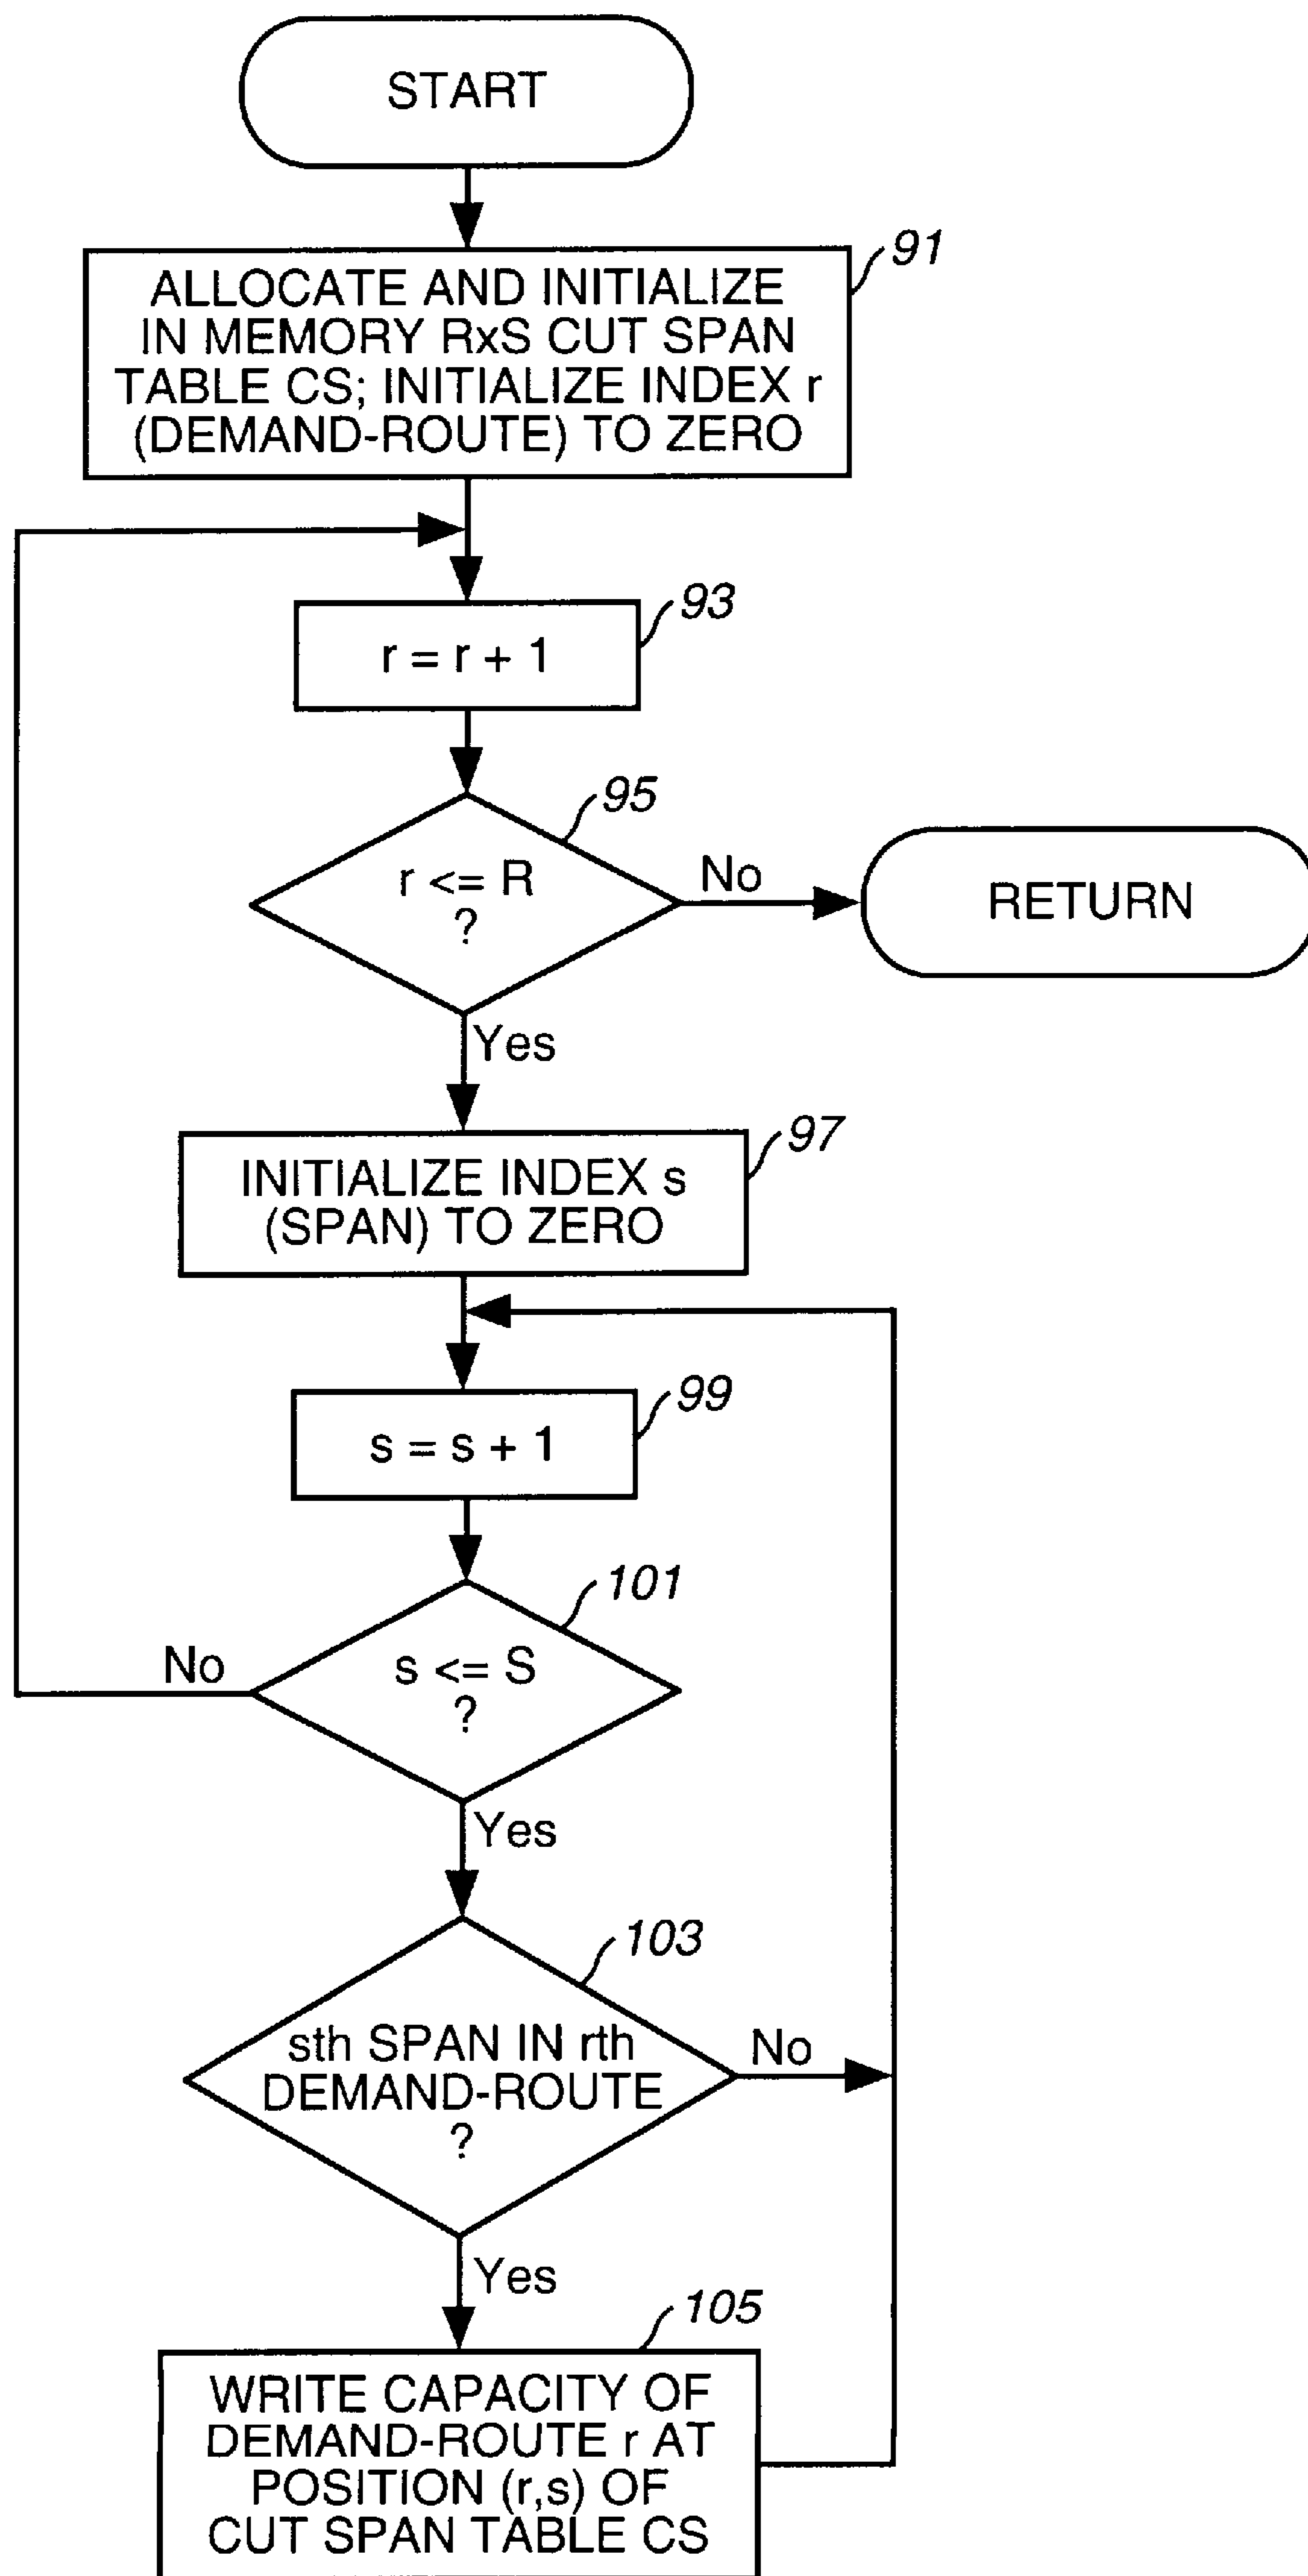 START
91
ALLOCATE AND INITIALIZE
IN MEMORY RxS CUT SPAN
TABLE CS; INITIALIZE INDEX r
(DEMAND-ROUTE) TO ZERO
93
r = r + 1
95
r <= R
?
No
RETURN
Yes
97
INITIALIZE INDEX s
(SPAN) TO ZERO
99
s = s + 1
101
s <= S
?
No
Yes
103
sth SPAN IN rth
DEMAND-ROUTE
?
No
Yes
105
WRITE CAPACITY OF
DEMAND-ROUTE r AT
POSITION (r,s) OF
CUT SPAN TABLE CS